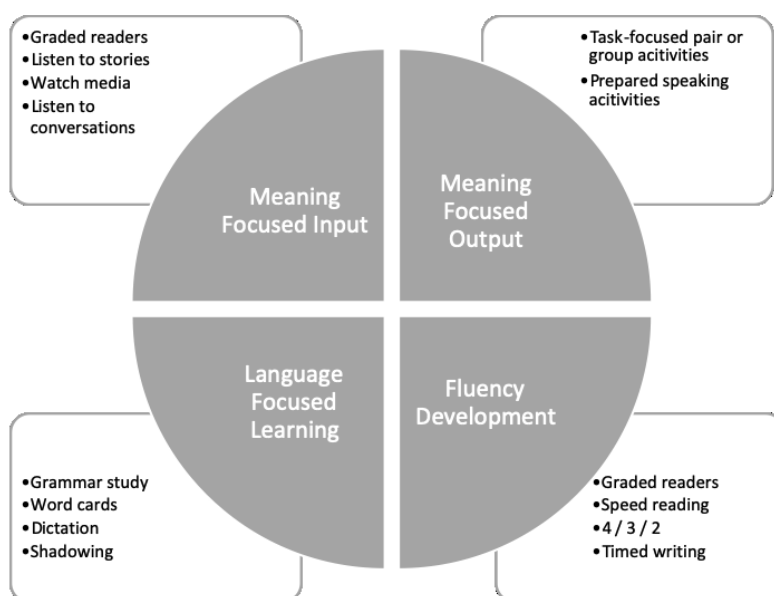 •Graded readers
•Listen to stories
•Watch media
•Listen to
conversations
•Task-focused pair or
group acitivities
•Prepared speaking
acitivities
Meaning
Focused Input
Meaning
Focused
Output
Language
Focused
Learning
Fluency
Development
•Grammar study
•Word cards
•Dictation
•Shadowing
•Graded readers
•Speed reading
•4 / 3 / 2
•Timed writing